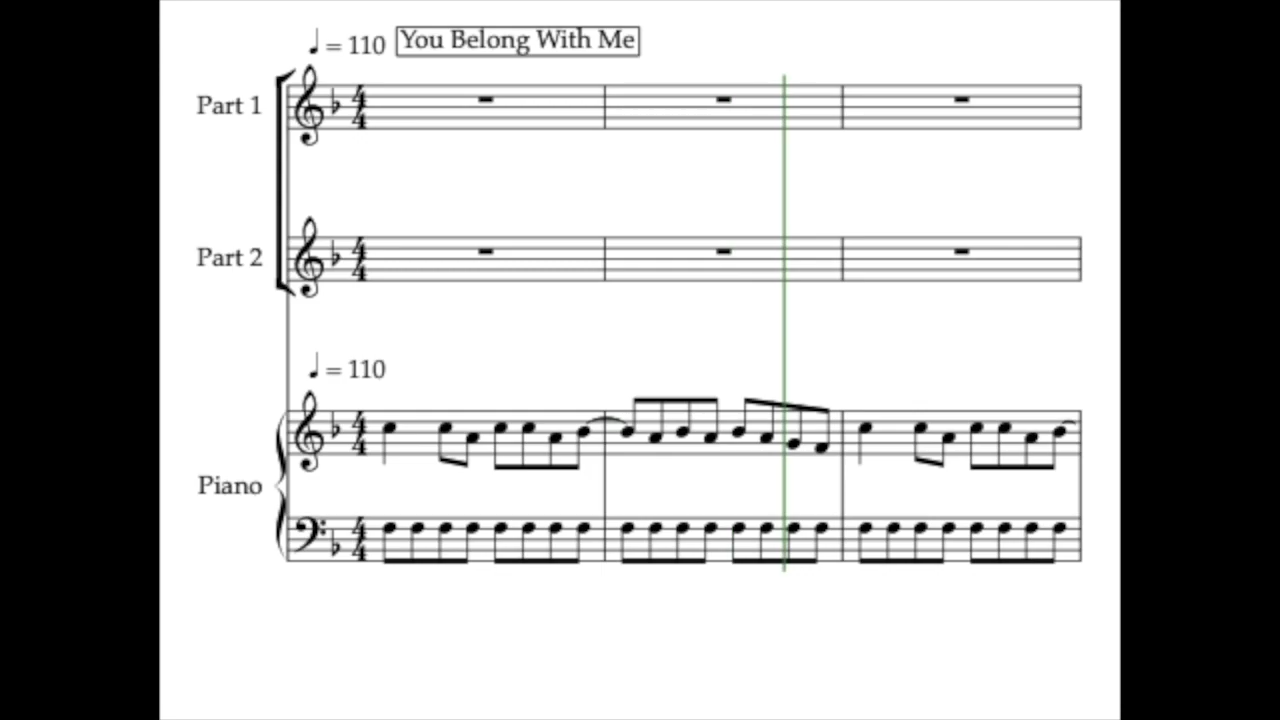 ♩ = 110 You Belong With Me
Part 1
Part 2
♩ = 110
Piano